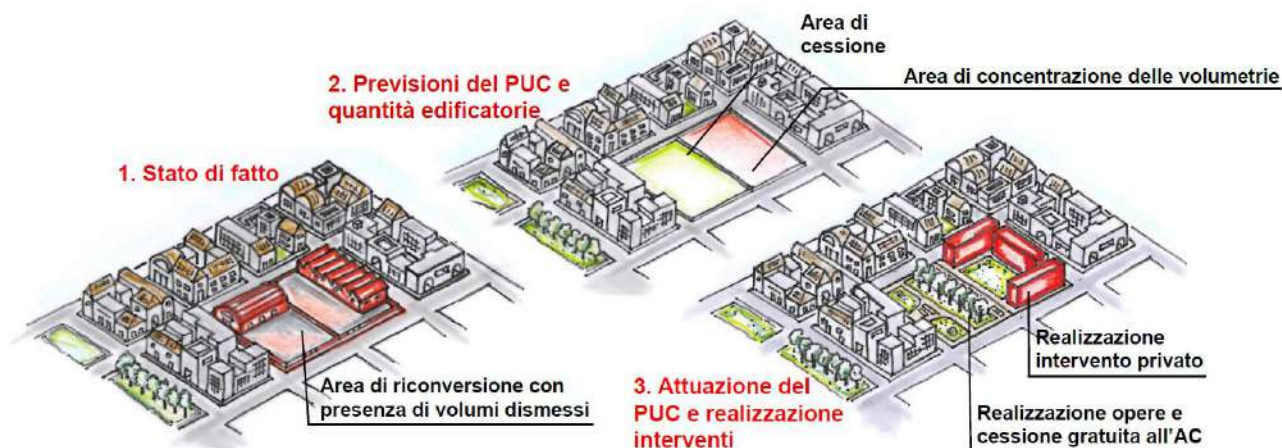 1. Stato di fatto
Area di riconversione con
presenza di volumi dismessi
2. Previsioni del PUC e
quantità edificatorie
Area di
cessione
Area di concentrazione delle volumetrie
3. Attuazione del
PUC e realizzazione
interventi
Realizzazione
intervento privato
Realizzazione opere e
cessione gratuita all'AC